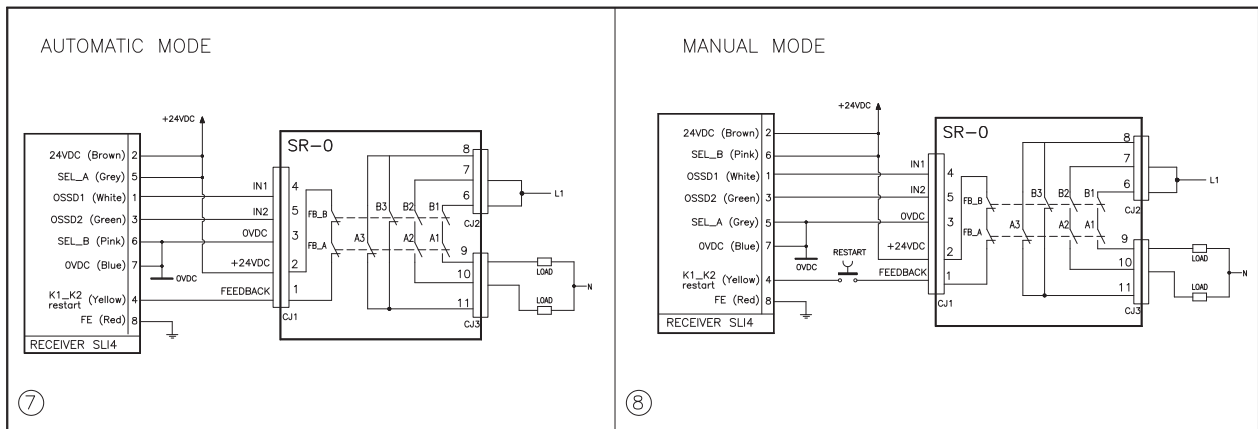 AUTOMATIC MODE
+24VDC
24VDC (Brown) 2
SEL_A (Grey) 5
OSSD1 (White) 1
OSSD2 (Green) 3
SEL_B (Pink) 6
0VDC (Blue) 7
K1_K2 restart (Yellow) 4
FE (Red) 8
RECEIVER SLI4
0VDC
IN1
IN2
0VDC
+24VDC
FEEDBACK
4
5
3
2
1
CJ1
SR-0
FB_B
FB_A
B3
B2
B1
A3
A2
A1
8
7
6
CJ2
9
10
11
CJ3
L1
LOAD
LOAD
N
7
MANUAL MODE
+24VDC
24VDC (Brown) 2
SEL_B (Pink) 6
OSSD1 (White) 1
OSSD2 (Green) 3
SEL_A (Grey) 5
0VDC (Blue) 7
K1_K2 restart (Yellow) 4
FE (Red) 8
RECEIVER SLI4
0VDC
RESTART
IN1
IN2
0VDC
+24VDC
FEEDBACK
4
5
3
2
1
CJ1
SR-0
FB_B
FB_A
B3
B2
B1
A3
A2
A1
8
7
6
CJ2
9
10
11
CJ3
L1
LOAD
LOAD
N
8